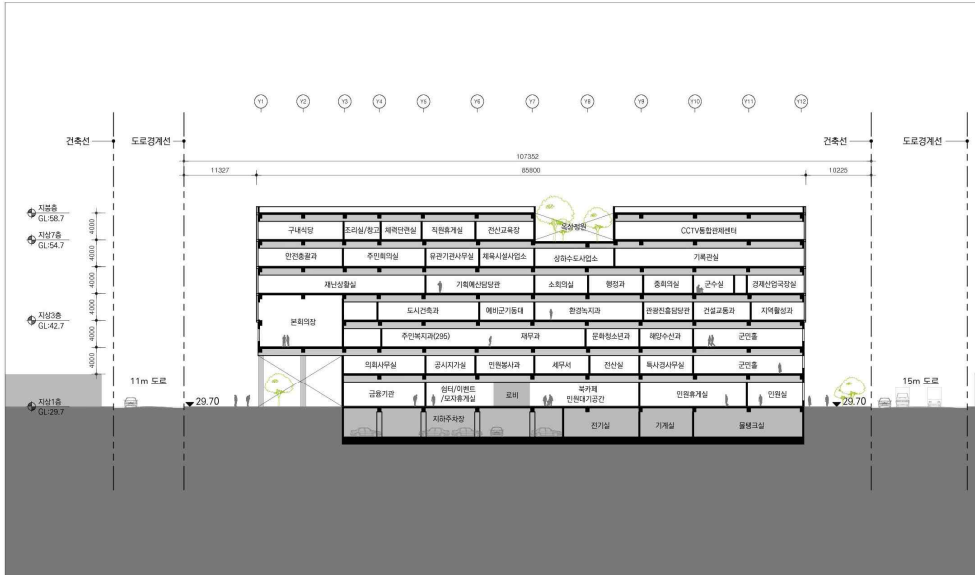 Y1 Y2 Y3 Y4 Y5 Y6 Y7 Y8 Y9 Y10 Y11 Y12
건축선 도로경계선 건축선 도로경계선
107352
11327 85800 10225
지붕층
GL:58.7
지상7층
GL:54.7
지상3층
GL:42.7
지상1층
GL:29.7
4000
4000
4000
4000
4000
4000
구내식당 조리실/창고 체력단련실 직원휴게실 전산교육장 옥상정원 CCTV통합관제센터
안전총괄과 주민회의실 유관기관사무실 체육시설사업소 상하수도사업소 기록관실
재난상황실 기획예산담당관 소회의실 행정과 중회의실 군수실 경제산업국장실
본회의장 도시건축과 예비군기동대 환경녹지과 관광진흥담당관 건설교통과 지역활성과
주민복지과(295) 재무과 문화청소년과 해양수산과 군민홀
의회사무실 공시지가실 민원봉사과 세무서 전산실 특사경사무실 군민홀
금융기관 쉼터/이벤트
/모자휴게실 로비 북카페
민원대기공간 민원휴게실 민원실
지하주차장 전기실 기계실 물탱크실
11m 도로 29.70 29.70 15m 도로